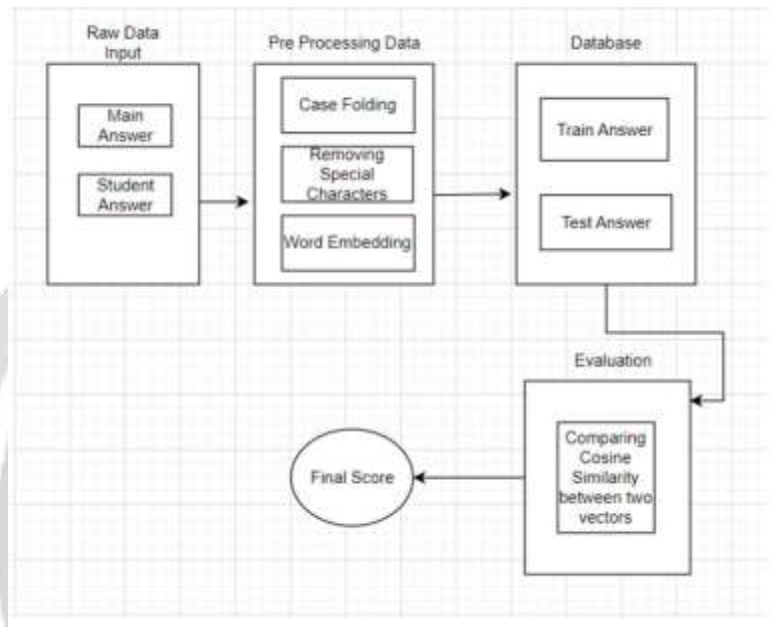 Raw Data
Input
Main
Answer
Student
Answer
Pre Processing Data
Case Folding
Removing
Special
Characters
Word Embedding
Database
Train Answer
Test Answer
Evaluation
Comparing
Cosine
Similarity
between two
vectors
Final Score